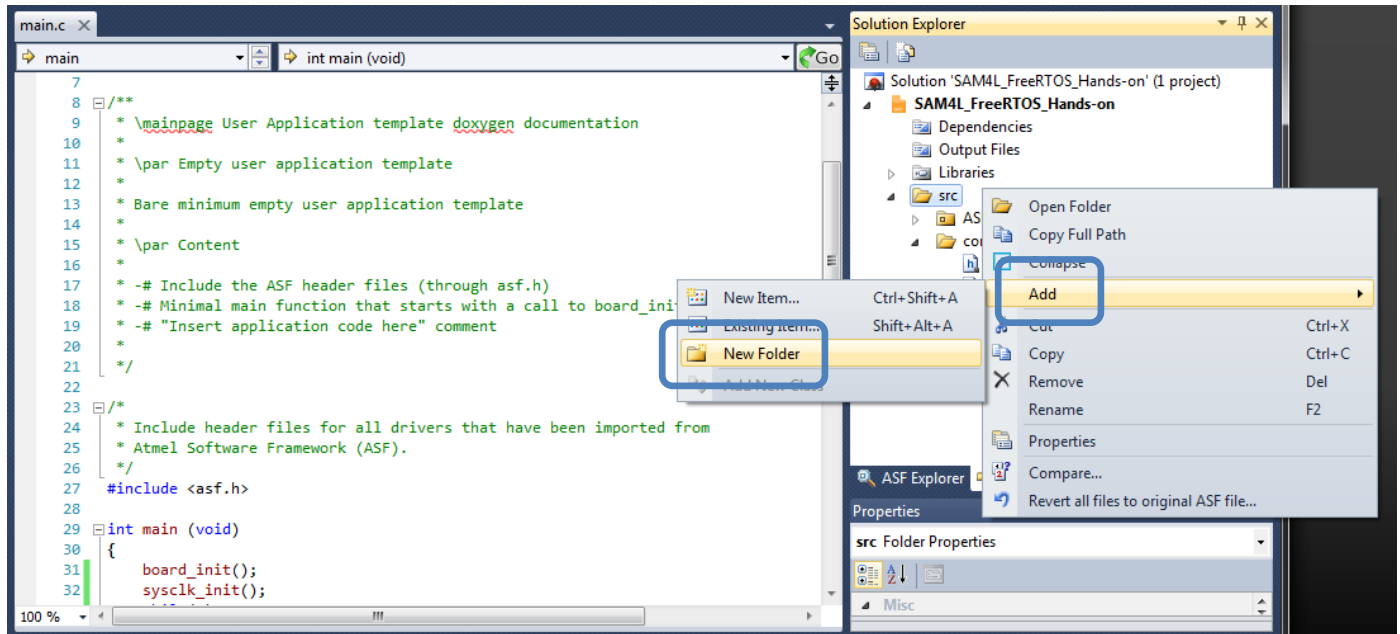 main.c
main
int main (void)
Go
7
8 /**
9 * \mainpage User Application template doxygen documentation
10 *
11 * \par Empty user application template
12 *
13 * Bare minimum empty user application template
14 *
15 * \par Content
16 *
17 * -# Include the ASF header files (through asf.h)
18 * -# Minimal main function that starts with a call to board_init
19 * -# "Insert application code here" comment
20 *
21 */
22
23 /*
24 * Include header files for all drivers that have been imported from
25 * Atmel Software Framework (ASF).
26 */
27 #include <asf.h>
28
29 int main (void)
30 {
31 board_init();
32 sysclk_init();
100 %
Solution Explorer
Solution 'SAM4L_FreeRTOS_Hands-on' (1 project)
SAM4L_FreeRTOS_Hands-on
Dependencies
Output Files
Libraries
src
AS
co
Open Folder
Copy Full Path
Collapse
Add
Cut Ctrl+X
Copy Ctrl+C
Remove Del
Rename F2
Properties
Compare...
Revert all files to original ASF file...
New Item... Ctrl+Shift+A
Existing Item... Shift+Alt+A
New Folder
Add New Class
ASF Explorer
Properties
src Folder Properties
Misc